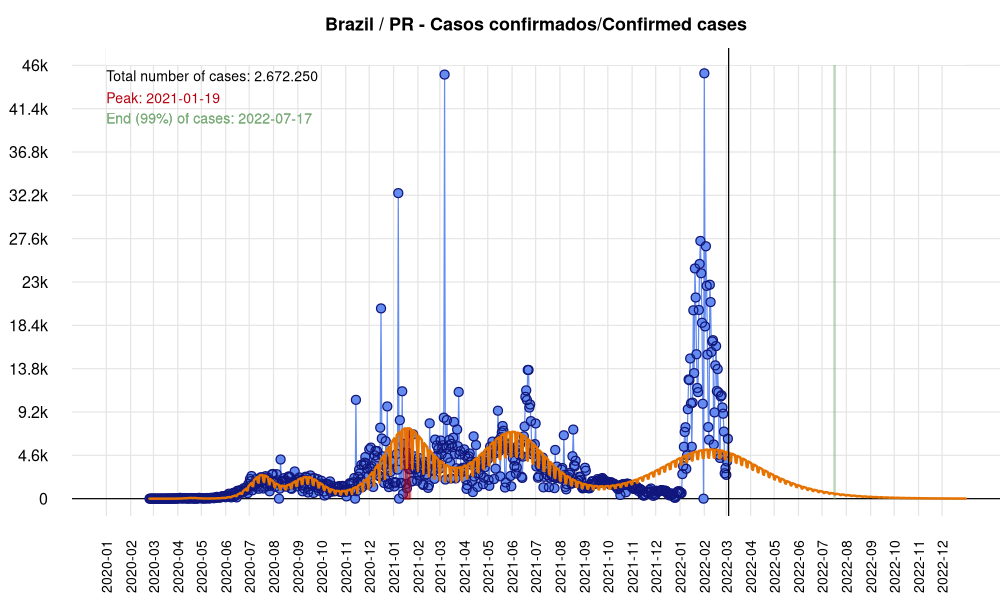 Brazil / PR - Casos confirmados/Confirmed cases
Total number of cases: 2.672.250
Peak: 2021-01-19
End (99%) of cases: 2022-07-17
46k
41.4k
36.8k
32.2k
27.6k
23k
18.4k
13.8k
9.2k
4.6k
0
2020-01
2020-02
2020-03
2020-04
2020-05
2020-06
2020-07
2020-08
2020-09
2020-10
2020-11
2020-12
2021-01
2021-02
2021-03
2021-04
2021-05
2021-06
2021-07
2021-08
2021-09
2021-10
2021-11
2021-12
2022-01
2022-02
2022-03
2022-04
2022-05
2022-06
2022-07
2022-08
2022-09
2022-10
2022-11
2022-12